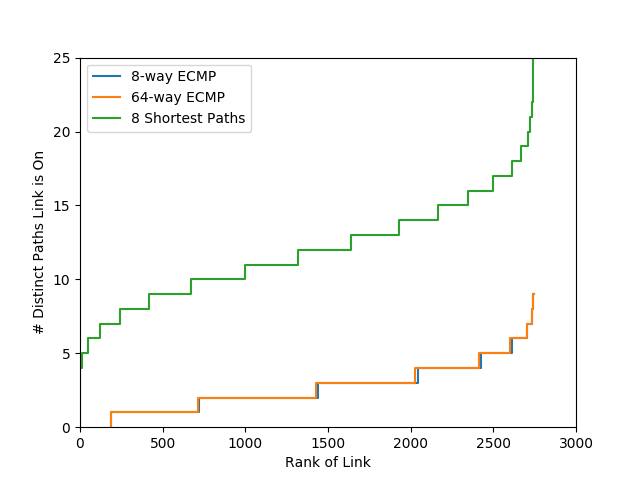 8-way ECMP
64-way ECMP
8 Shortest Paths
# Distinct Paths Link is On
25
20
15
10
5
0
0 500 1000 1500 2000 2500 3000
Rank of Link